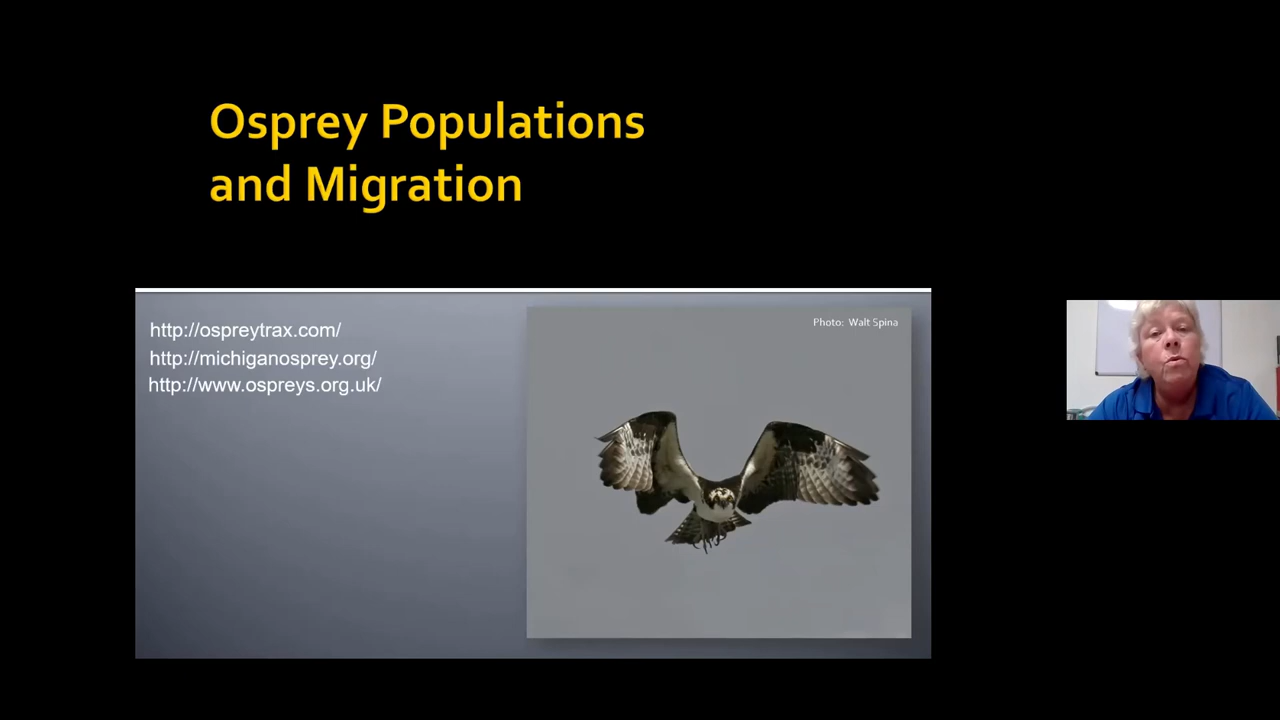 Osprey Populations
and Migration
http://ospreytrax.com/
http://michiganosprey.org/
http://www.ospreys.org.uk/
Photo: Walt Spina